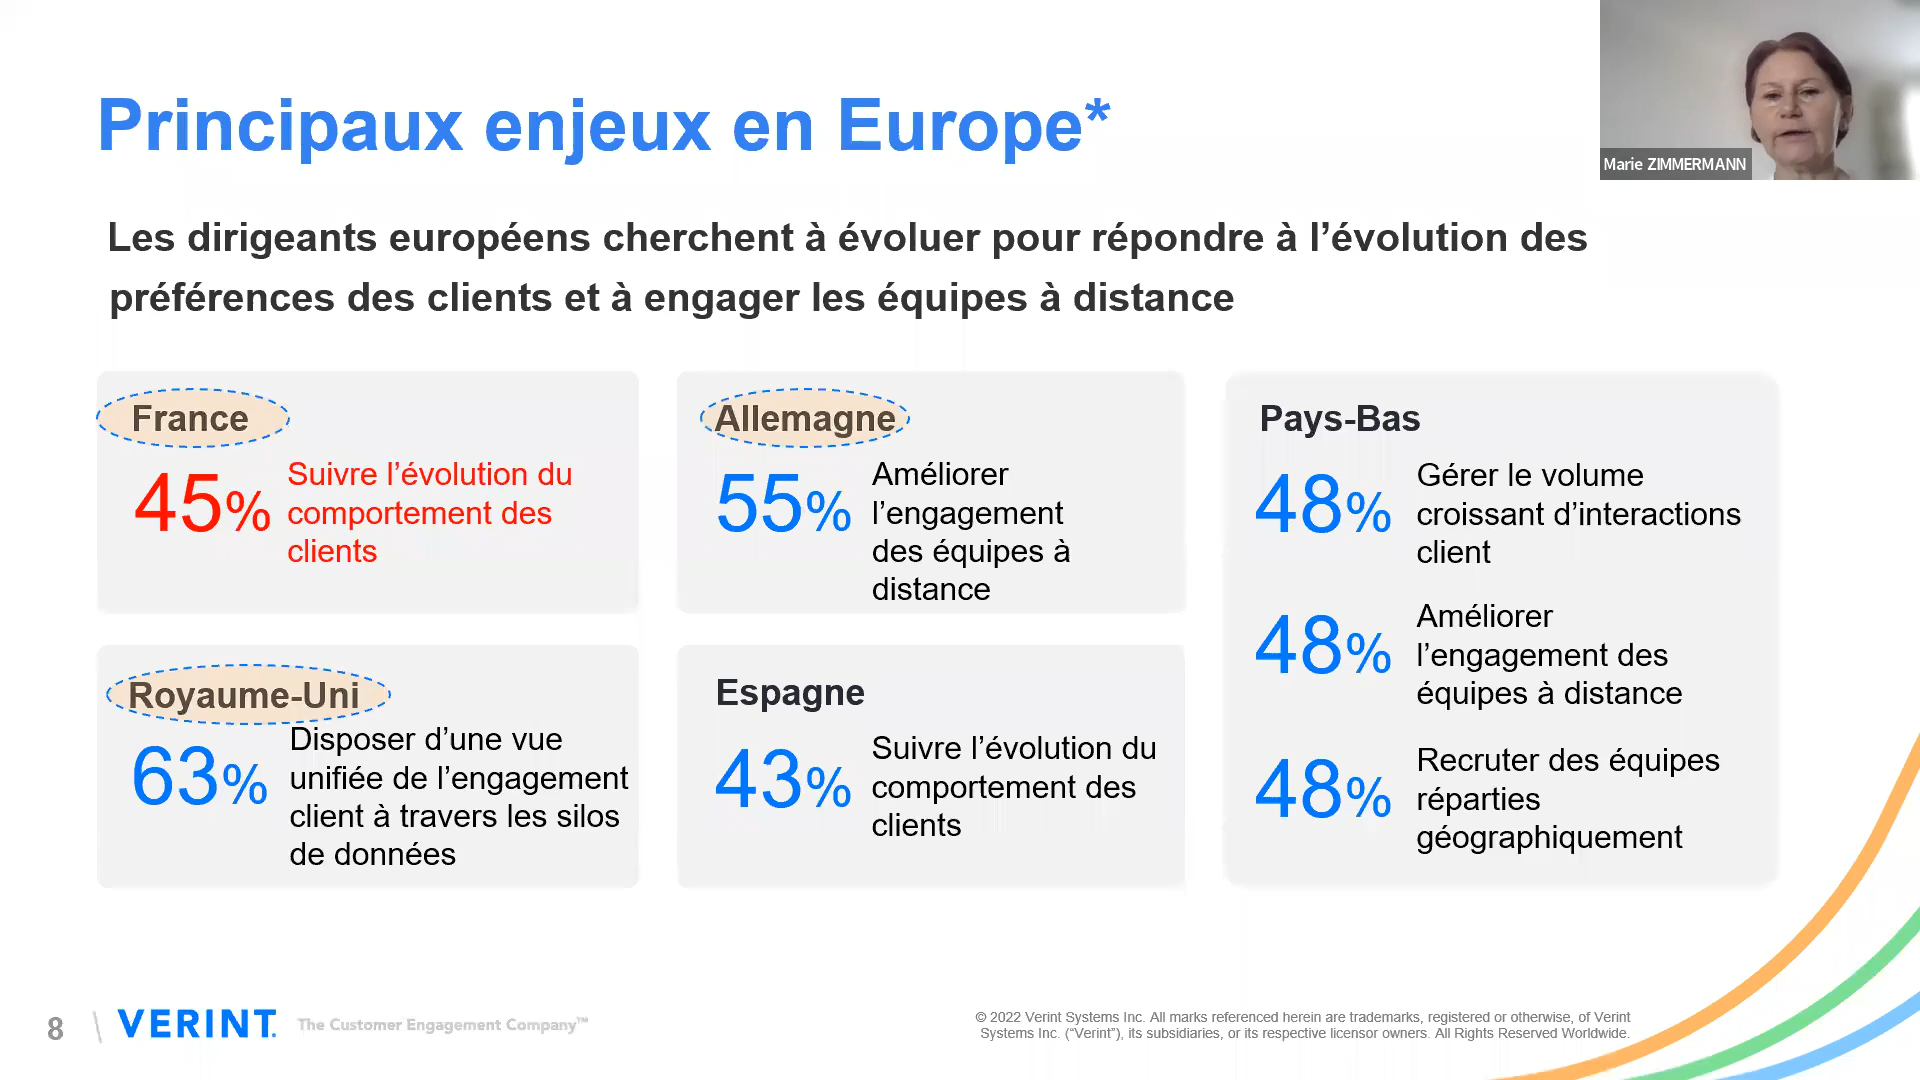 Principaux enjeux en Europe*
Marie ZIMMERMANN
Les dirigeants européens cherchent à évoluer pour répondre à l’évolution des
préférences des clients et à engager les équipes à distance
France
45%
Suivre l’évolution du
comportement des
clients
Allemagne
55%
Améliorer
l’engagement
des équipes à
distance
Pays-Bas
48%
Gérer le volume
croissant d’interactions
client
48%
Améliorer
l’engagement des
équipes à distance
48%
Recruter des équipes
réparties
géographiquement
Royaume-Uni
63%
Disposer d’une vue
unifiée de l’engagement
client à travers les silos
de données
Espagne
43%
Suivre l’évolution du
comportement des
clients
8
VERINT.
The Customer Engagement Company™
© 2022 Verint Systems Inc. All marks referenced herein are trademarks, registered or otherwise, of Verint
Systems Inc. (“Verint”), its subsidiaries, or its respective licensor owners. All Rights Reserved Worldwide.